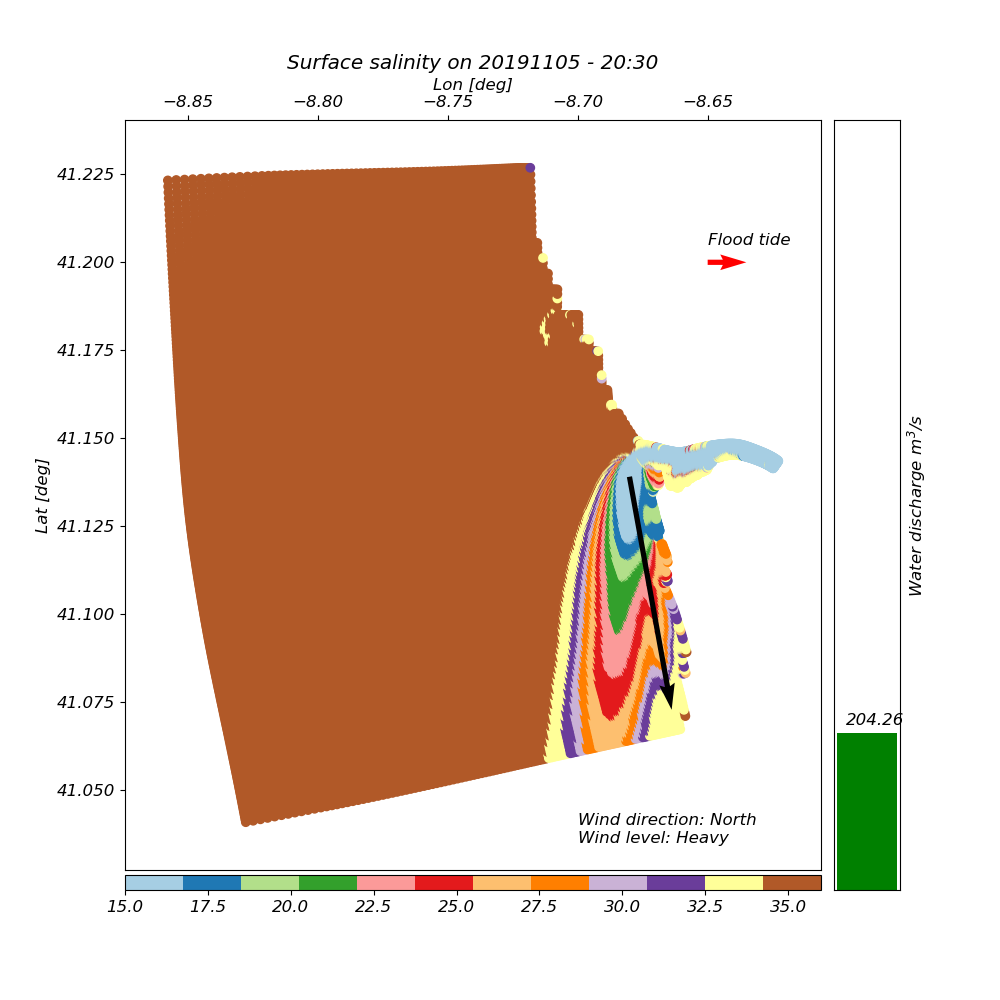 Surface salinity on 20191105 - 20:30
Lon [deg]
−8.85 −8.80 −8.75 −8.70 −8.65
41.225
Flood tide
41.200
41.175
41.150
Lat [deg]
41.125
41.100
41.075
41.050
Water discharge m³/s
204.26
Wind direction: North
Wind level: Heavy
15.0 17.5 20.0 22.5 25.0 27.5 30.0 32.5 35.0